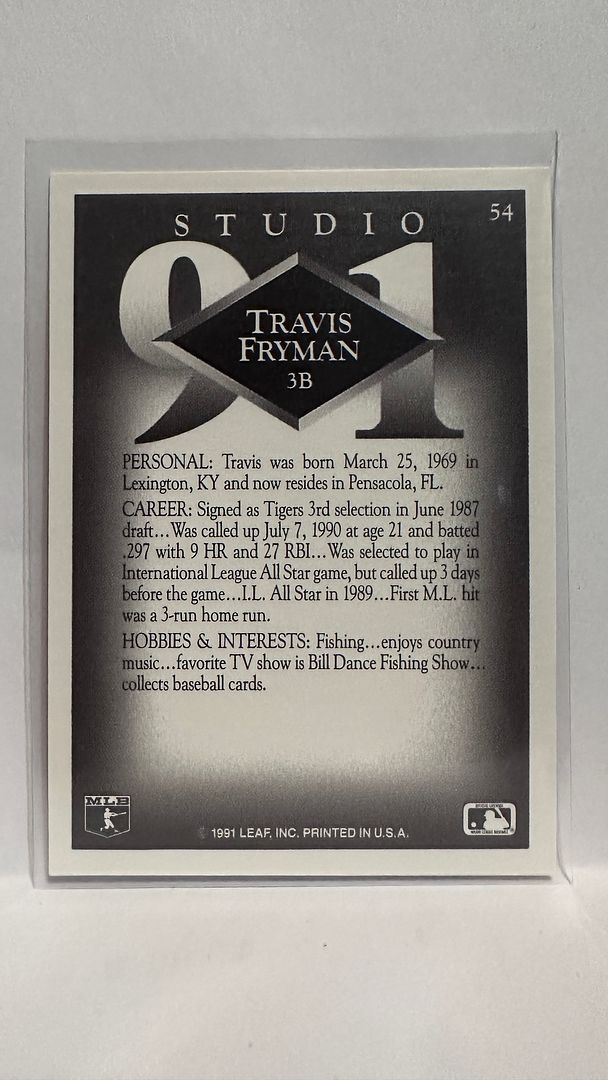 STUDIO
54
91
TRAVIS
FRYMAN
3B
PERSONAL: Travis was born March 25, 1969 in
Lexington, KY and now resides in Pensacola, FL.
CAREER: Signed as Tigers 3rd selection in June 1987
draft...Was called up July 7, 1990 at age 21 and batted
.297 with 9 HR and 27 RBI...Was selected to play in
International League All Star game, but called up 3 days
before the game...I.L. All Star in 1989...First M.L. hit
was a 3-run home run.
HOBBIES & INTERESTS: Fishing...enjoys country
music...favorite TV show is Bill Dance Fishing Show...
collects baseball cards.
MLB
© 1991 LEAF, INC. PRINTED IN U.S.A.